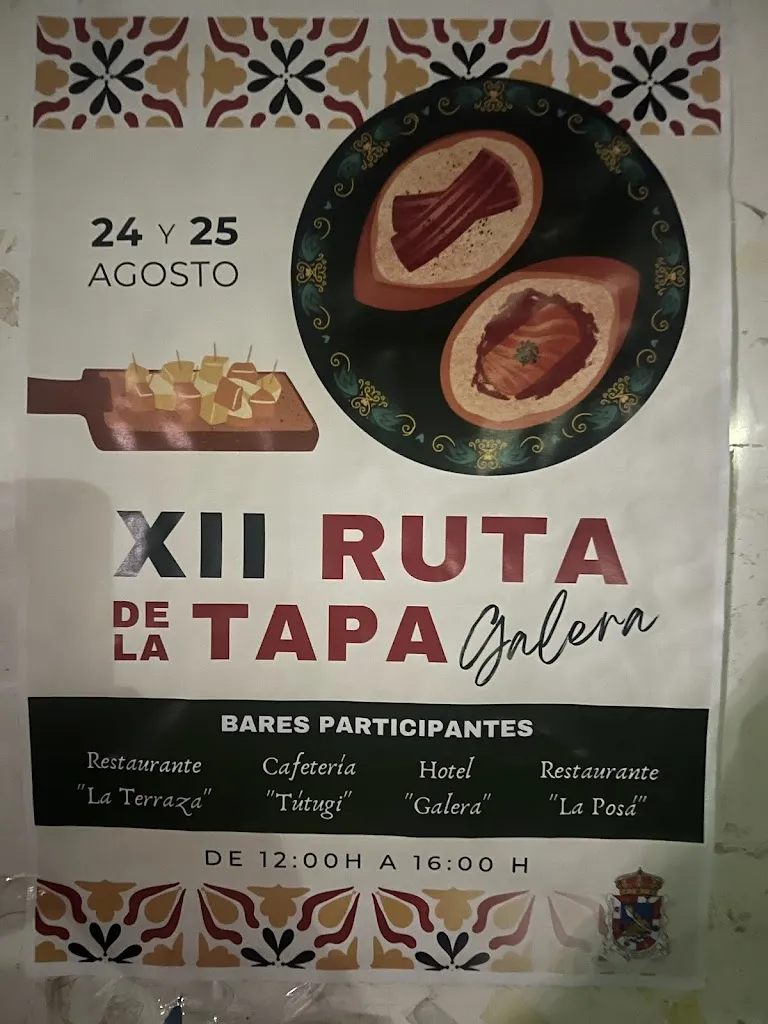 24 Y 25
AGOSTO
XII RUTA
DE LA TAPA Galera
BARES PARTICIPANTES
Restaurante
"La Terraza"
Cafetería
"Tútugi"
Hotel
"Galera"
Restaurante
"La Posá"
DE 12:00H A 16:00 H